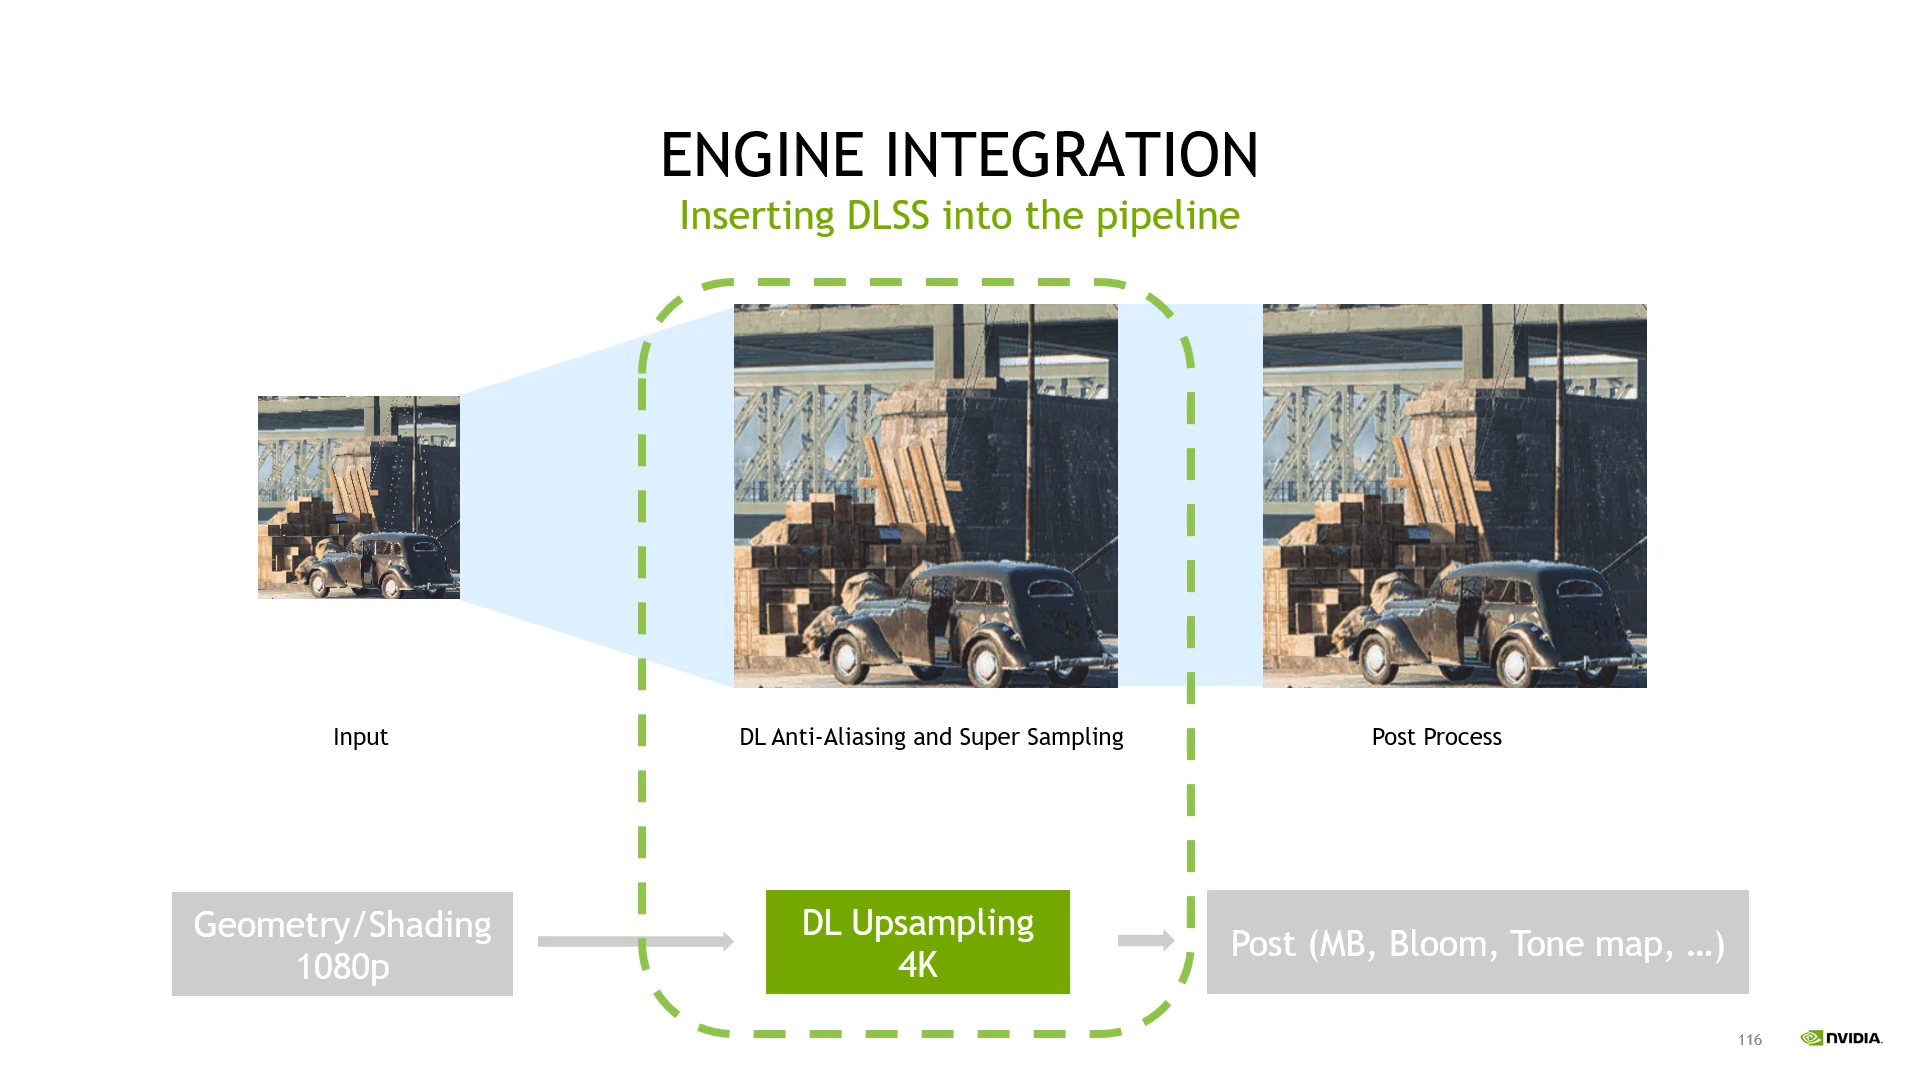 ENGINE INTEGRATION
Inserting DLSS into the pipeline
Input
DL Anti-Aliasing and Super Sampling
Post Process
Geometry/Shading
1080p
DL Upsampling
4K
Post (MB, Bloom, Tone map, …)
116
NVIDIA.